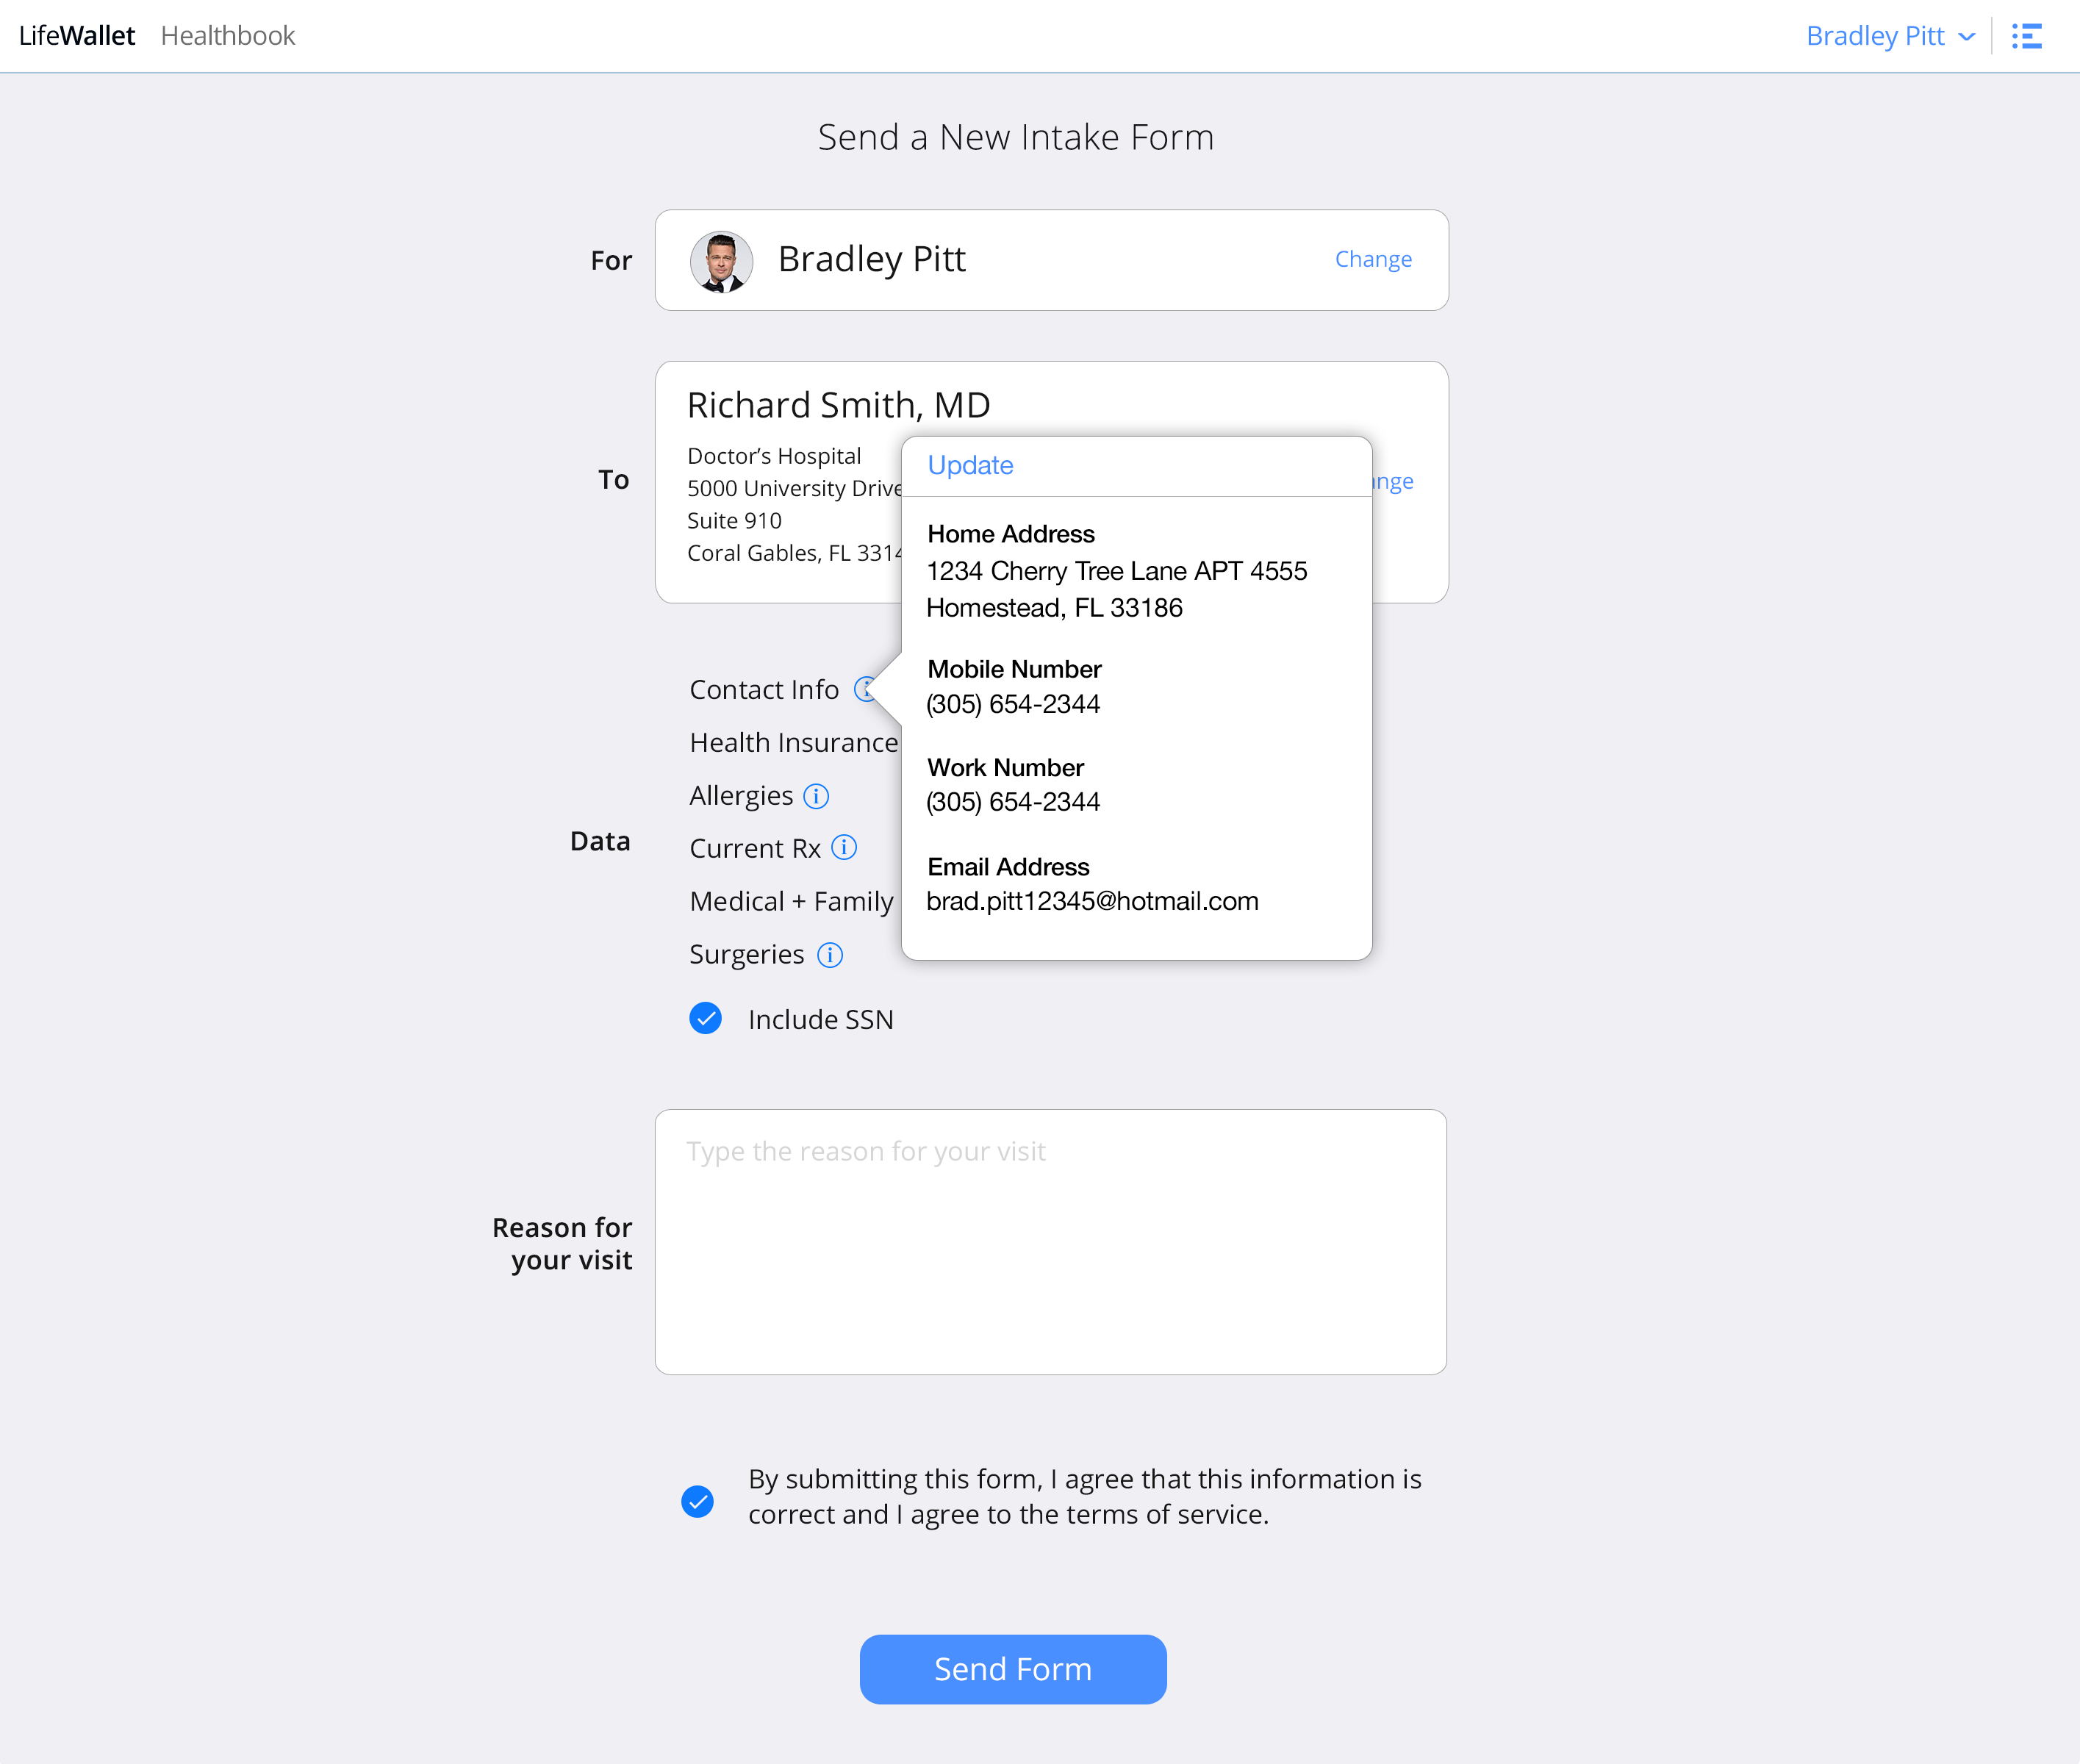 LifeWallet Healthbook
Bradley Pitt
Send a New Intake Form
For
Bradley Pitt
Change
To
Richard Smith, MD
Doctor’s Hospital
5000 University Drive
Suite 910
Coral Gables, FL
Update
Home Address
1234 Cherry Tree Lane APT 4555
Homestead, FL 33186
Mobile Number
(305) 654-2344
Work Number
(305) 654-2344
Email Address
brad.pitt12345@hotmail.com
Data
Contact Info
Health Insurance
Allergies
Current Rx
Medical + Family
Surgeries
Include SSN
Reason for
your visit
Type the reason for your visit
By submitting this form, I agree that this information is
correct and I agree to the terms of service.
Send Form